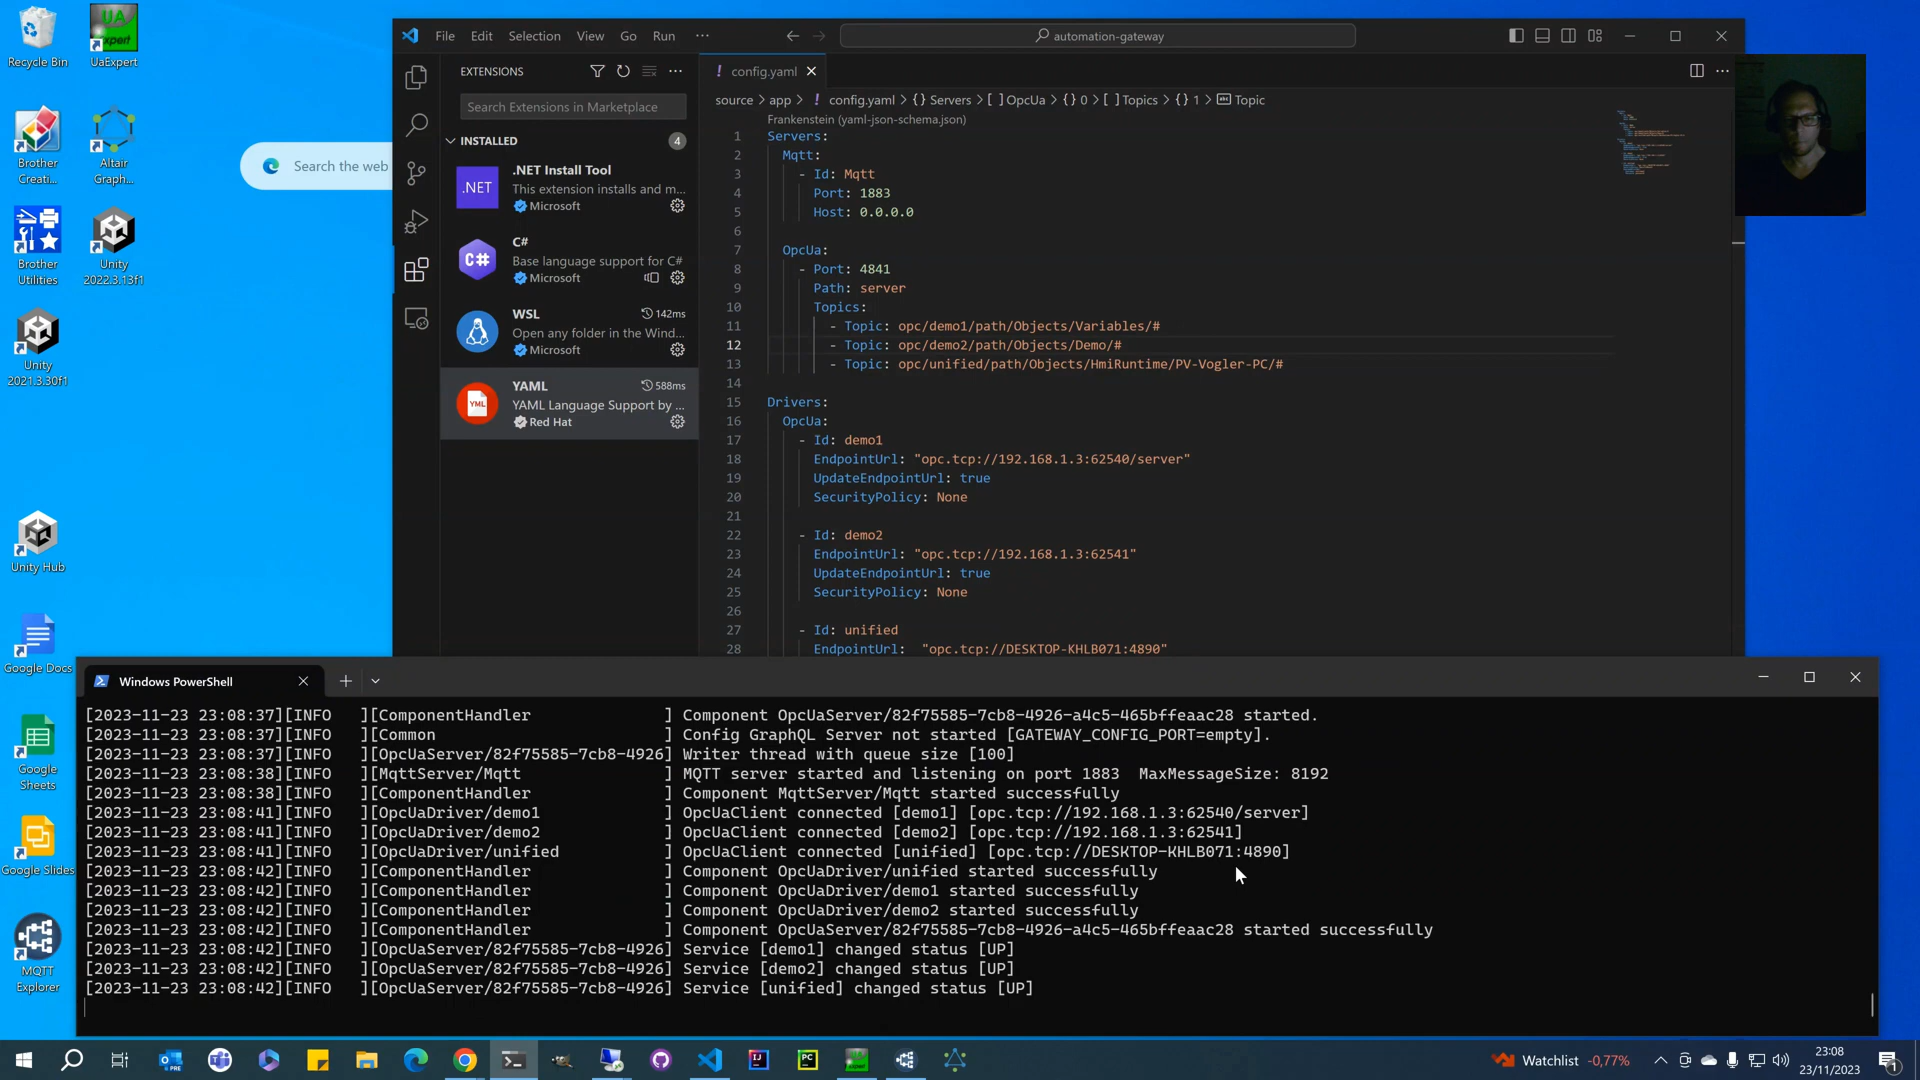 Recycle Bin
UA
Expert
UaExpert
Brother
Creati...
Altair
Graph...
Brother
Utilities
Unity
2022.3.13f1
Unity
2021.3.30f1
Unity Hub
Google Docs
Google
Sheets
Google Slides
MQTT
Explorer
Search the web
File Edit Selection View Go Run ...
automation-gateway
EXTENSIONS
Search Extensions in Marketplace
INSTALLED 4
.NET
.NET Install Tool
This extension installs and m...
Microsoft
C#
C#
Base language support for C#
Microsoft
WSL 142ms
Open any folder in the Wind...
Microsoft
YML
YAML 588ms
YAML Language Support by ...
Red Hat
! config.yaml
source > app > ! config.yaml > {} Servers > [ ] OpcUa > {} 0 > [ ] Topics > {} 1 > Topic
Frankenstein (yaml-json-schema.json)
1 Servers:
2 Mqtt:
3 - Id: Mqtt
4 Port: 1883
5 Host: 0.0.0.0
6
7 OpcUa:
8 - Port: 4841
9 Path: server
10 Topics:
11 - Topic: opc/demo1/path/Objects/Variables/#
12 - Topic: opc/demo2/path/Objects/Demo/#
13 - Topic: opc/unified/path/Objects/HmiRuntime/PV-Vogler-PC/#
14
15 Drivers:
16 OpcUa:
17 - Id: demo1
18 EndpointUrl: "opc.tcp://192.168.1.3:62540/server"
19 UpdateEndpointUrl: true
20 SecurityPolicy: None
21
22 - Id: demo2
23 EndpointUrl: "opc.tcp://192.168.1.3:62541"
24 UpdateEndpointUrl: true
25 SecurityPolicy: None
26
27 - Id: unified
28 EndpointUrl: "opc.tcp://DESKTOP-KHLB071:4890"
Windows PowerShell
[2023-11-23 23:08:37][INFO ][ComponentHandler ] Component OpcUaServer/82f75585-7cb8-4926-a4c5-465bffeaac28 started.
[2023-11-23 23:08:37][INFO ][Common ] Config GraphQL Server not started [GATEWAY_CONFIG_PORT=empty].
[2023-11-23 23:08:37][INFO ][OpcUaServer/82f75585-7cb8-4926] Writer thread with queue size [100]
[2023-11-23 23:08:38][INFO ][MqttServer/Mqtt ] MQTT server started and listening on port 1883 MaxMessageSize: 8192
[2023-11-23 23:08:38][INFO ][ComponentHandler ] Component MqttServer/Mqtt started successfully
[2023-11-23 23:08:41][INFO ][OpcUaDriver/demo1 ] OpcUaClient connected [demo1] [opc.tcp://192.168.1.3:62540/server]
[2023-11-23 23:08:41][INFO ][OpcUaDriver/demo2 ] OpcUaClient connected [demo2] [opc.tcp://192.168.1.3:62541]
[2023-11-23 23:08:41][INFO ][OpcUaDriver/unified ] OpcUaClient connected [unified] [opc.tcp://DESKTOP-KHLB071:4890]
[2023-11-23 23:08:42][INFO ][ComponentHandler ] Component OpcUaDriver/unified started successfully
[2023-11-23 23:08:42][INFO ][ComponentHandler ] Component OpcUaDriver/demo1 started successfully
[2023-11-23 23:08:42][INFO ][ComponentHandler ] Component OpcUaDriver/demo2 started successfully
[2023-11-23 23:08:42][INFO ][ComponentHandler ] Component OpcUaServer/82f75585-7cb8-4926-a4c5-465bffeaac28 started successfully
[2023-11-23 23:08:42][INFO ][OpcUaServer/82f75585-7cb8-4926] Service [demo1] changed status [UP]
[2023-11-23 23:08:42][INFO ][OpcUaServer/82f75585-7cb8-4926] Service [demo2] changed status [UP]
[2023-11-23 23:08:42][INFO ][OpcUaServer/82f75585-7cb8-4926] Service [unified] changed status [UP]
Watchlist -0,77%
23:08
23/11/2023
1